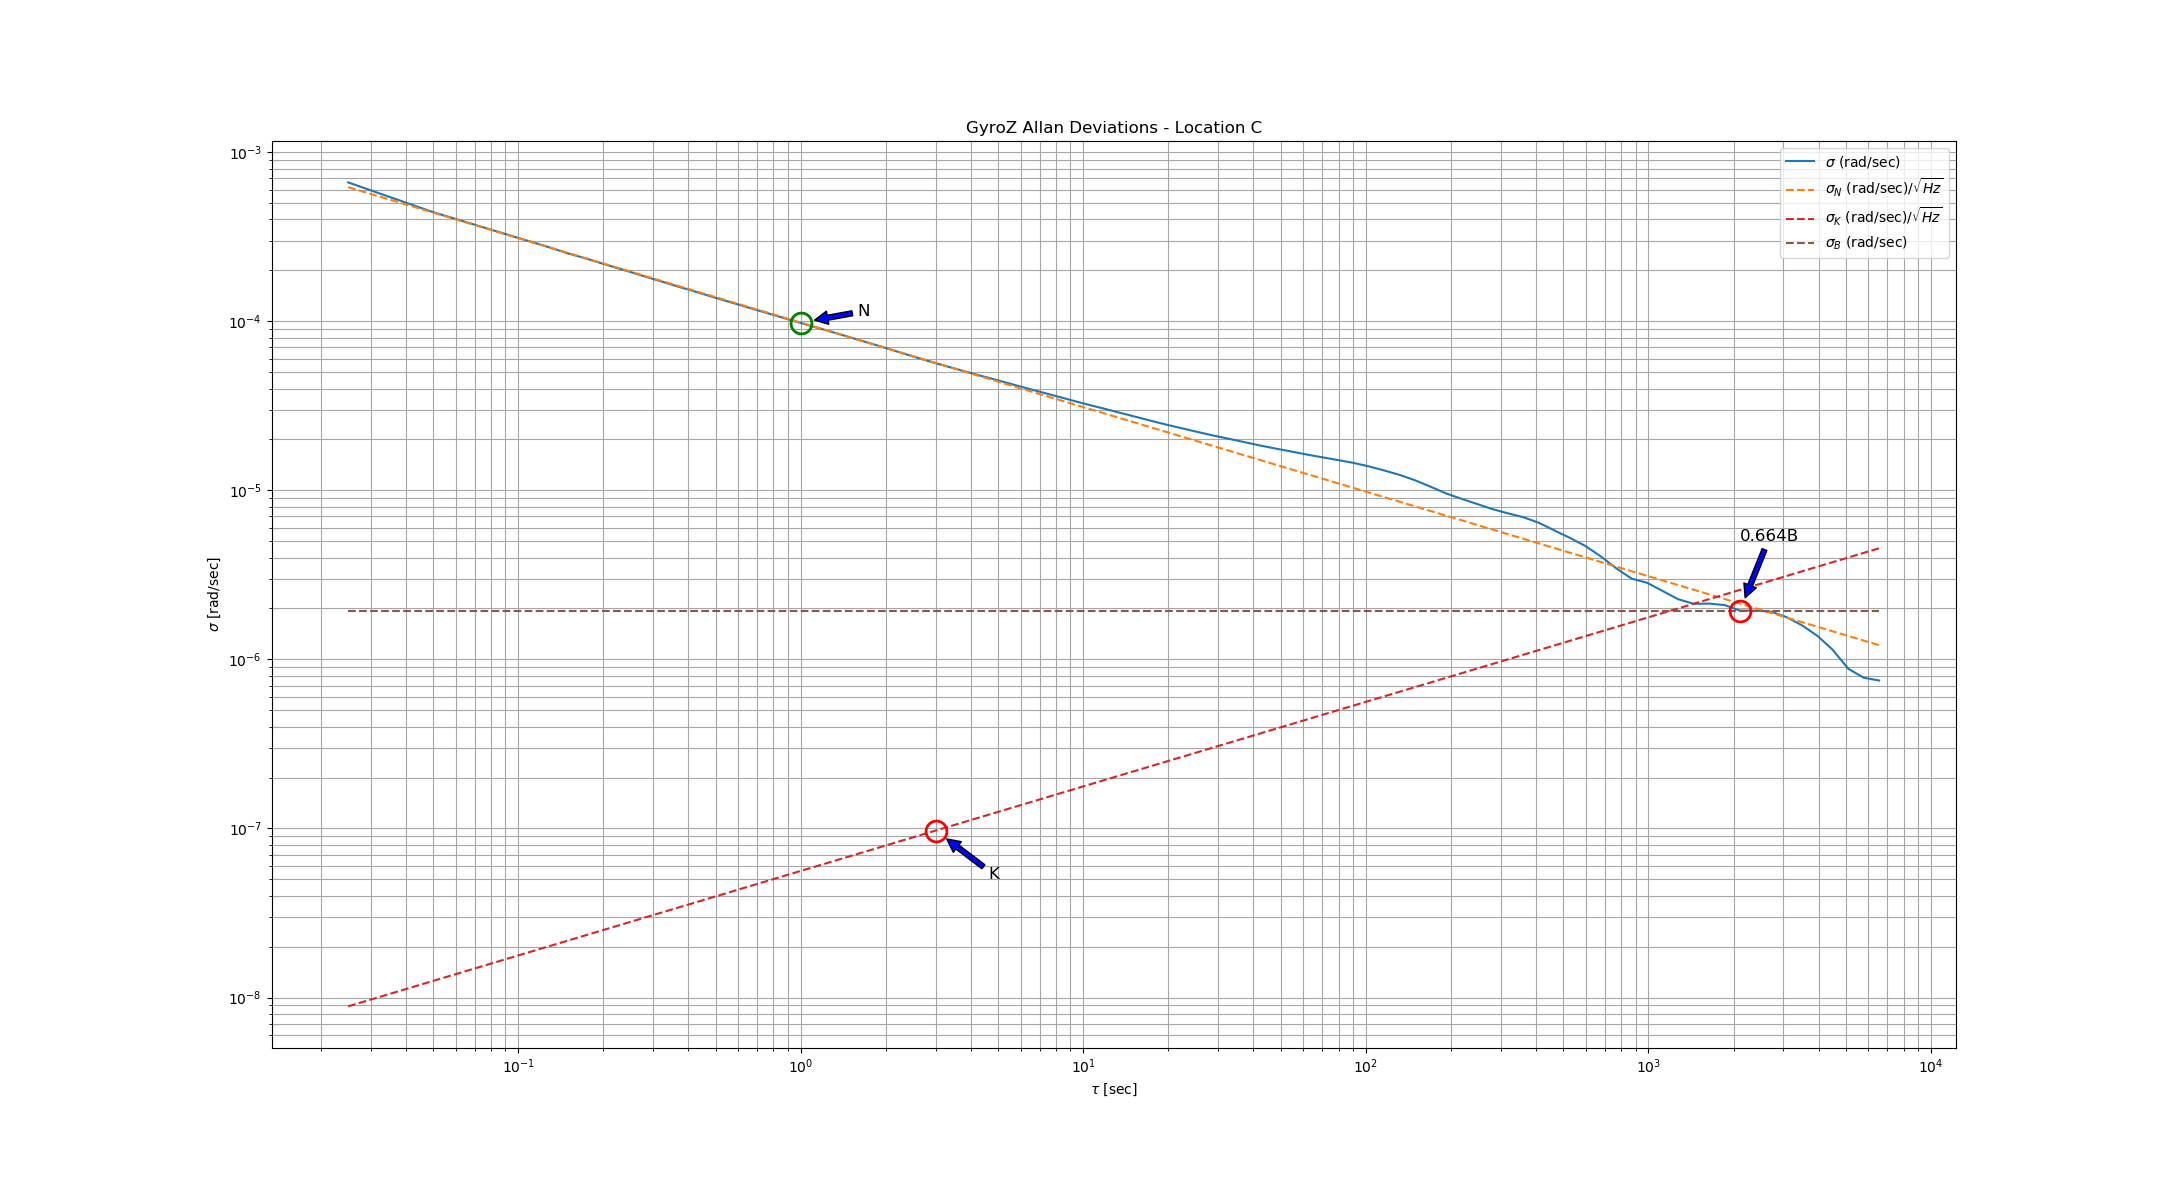 GyroZ Allan Deviations - Location C
σ (rad/sec)
σ_N (rad/sec)/√Hz
σ_K (rad/sec)/√Hz
σ_B (rad/sec)
N
0.664B
K
σ [rad/sec]
10⁻³
10⁻⁴
10⁻⁵
10⁻⁶
10⁻⁷
10⁻⁸
10⁻¹ 10⁰ 10¹ 10² 10³ 10⁴
τ [sec]